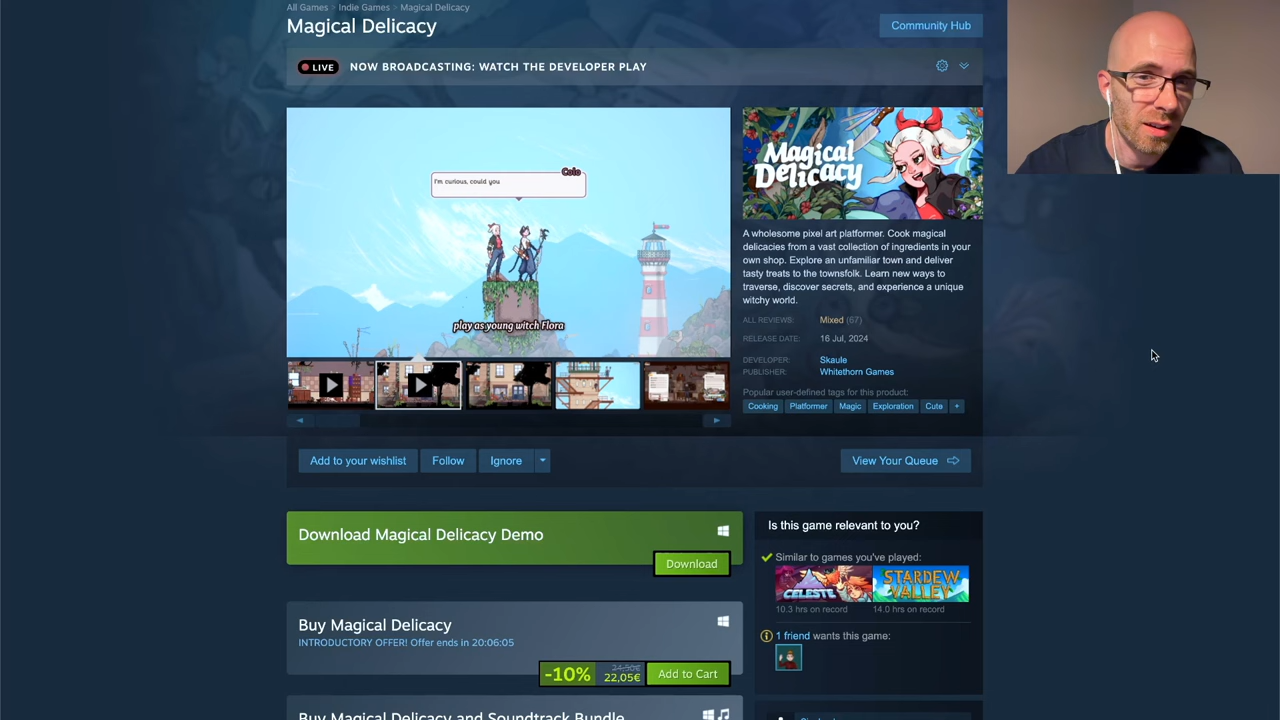 All Games > Indie Games > Magical Delicacy
Magical Delicacy
Community Hub
LIVE
NOW BROADCASTING: WATCH THE DEVELOPER PLAY
Colo
I'm curious, could you
play as young witch Flora
Magical
Delicacy
A wholesome pixel art platformer. Cook magical
delicacies from a vast collection of ingredients in your
own shop. Explore an unfamiliar town and deliver
tasty treats to the townsfolk. Learn new ways to
traverse, discover secrets, and experience a unique
witchy world.
ALL REVIEWS: Mixed (67)
RELEASE DATE: 16 Jul, 2024
DEVELOPER: Skaule
PUBLISHER: Whitethorn Games
Popular user-defined tags for this product:
Cooking Platformer Magic Exploration Cute +
Add to your wishlist Follow Ignore
View Your Queue
Download Magical Delicacy Demo
Download
Is this game relevant to you?
Similar to games you've played:
CELESTE
STARDEW
VALLEY
10.3 hrs on record 14.0 hrs on record
1 friend wants this game:
Buy Magical Delicacy
INTRODUCTORY OFFER! Offer ends in 20:06:05
-10% 24,50€ 22,05€ Add to Cart
Buy Magical Delicacy and Soundtrack Bundle